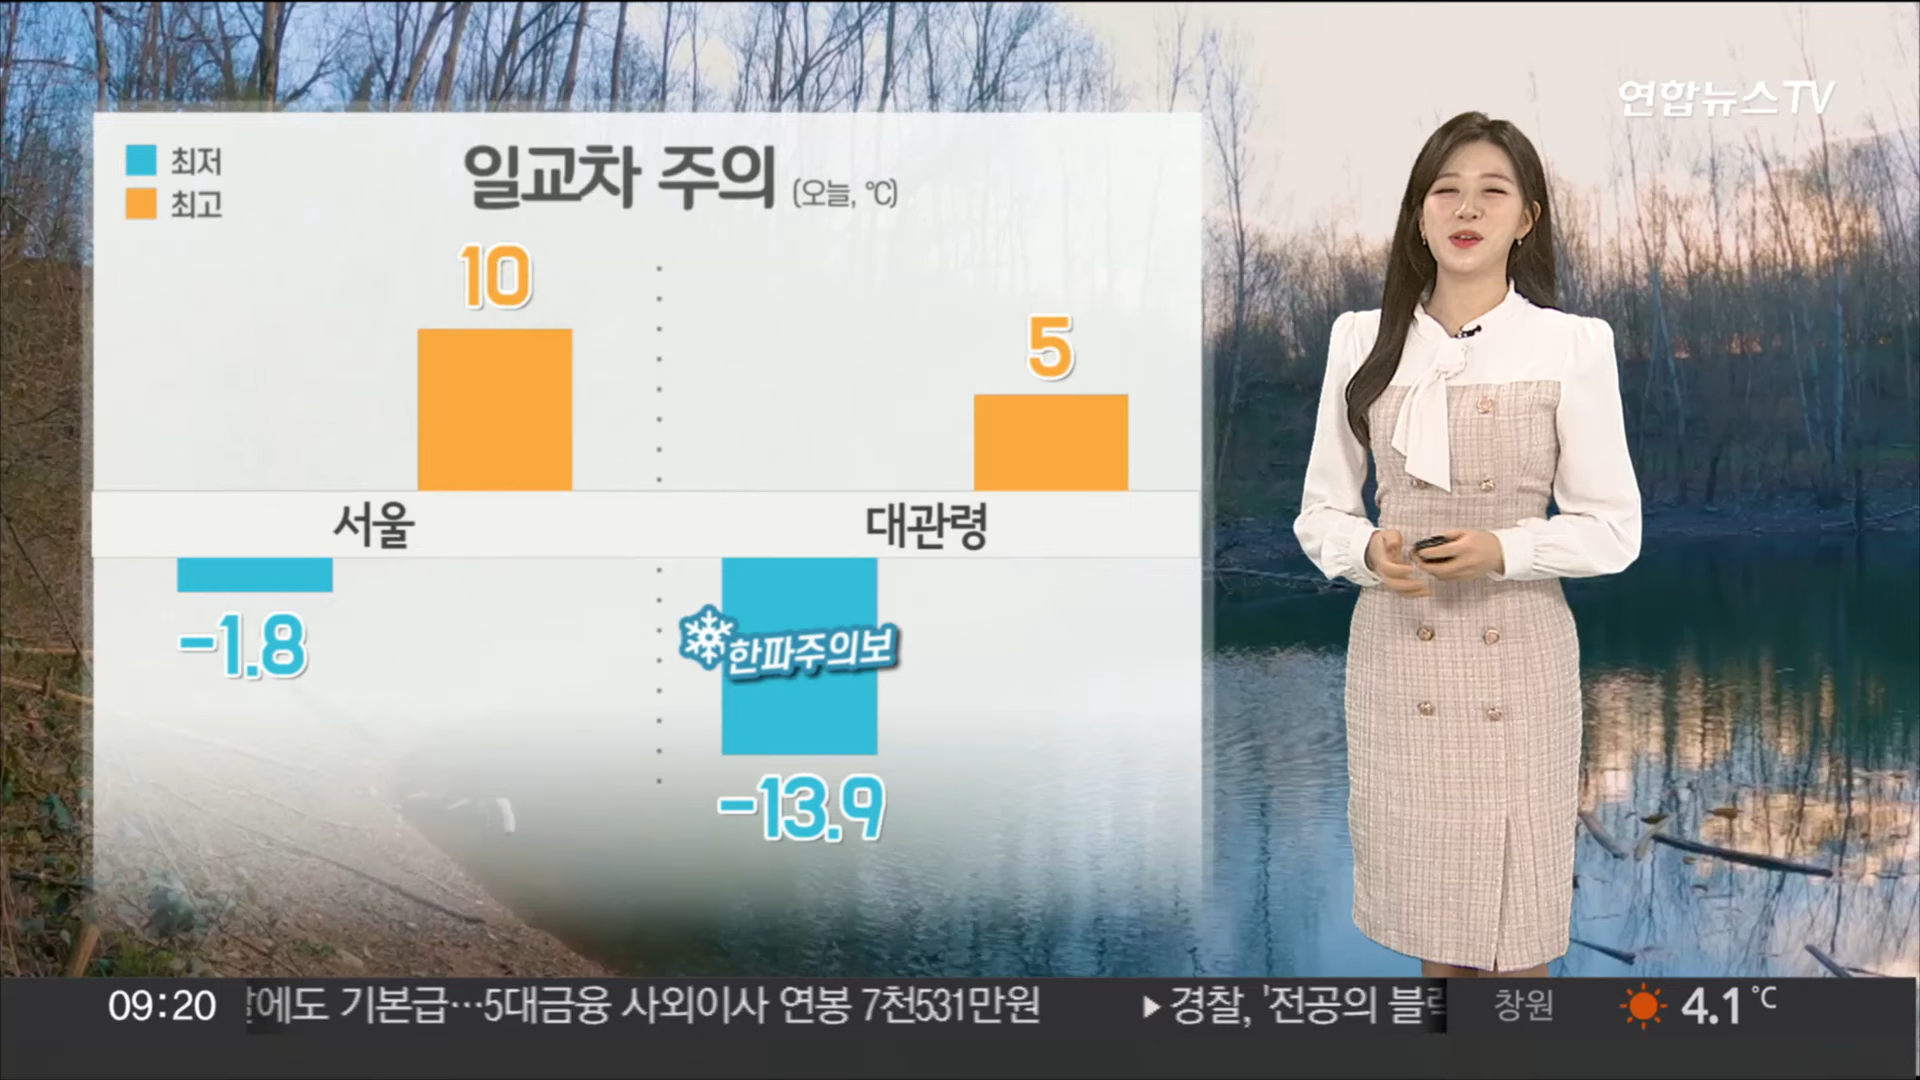 연합뉴스TV
최저
최고
일교차 주의 (오늘, ℃)
10
5
서울
대관령
-1.8
한파주의보
-13.9
09:20
기본급…5대금융 사외이사 연봉 7천531만원
▶경찰, '전공의
창원
4.1℃